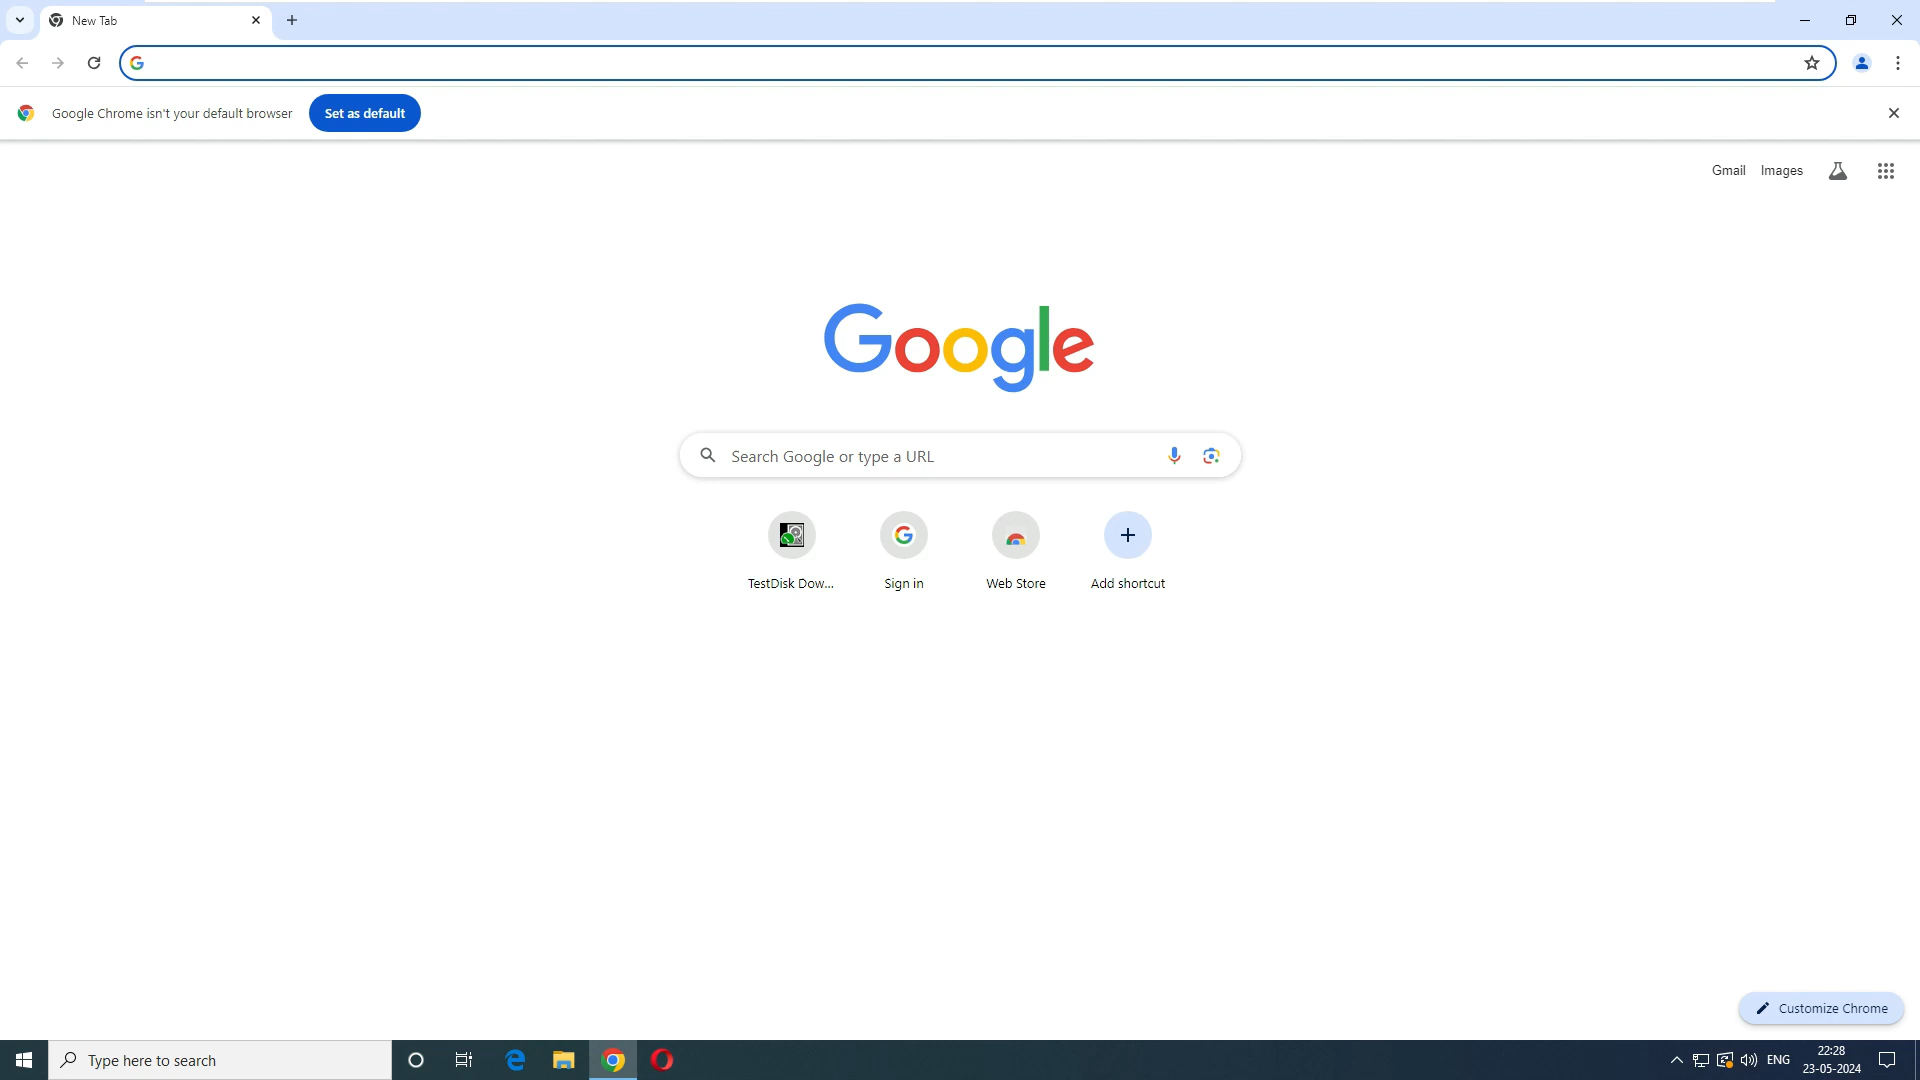 New Tab
Google Chrome isn't your default browser
Set as default
Gmail
Images
Google
Search Google or type a URL
TestDisk Dow...
Sign in
Web Store
Add shortcut
Customize Chrome
Type here to search
ENG
22:28
23-05-2024